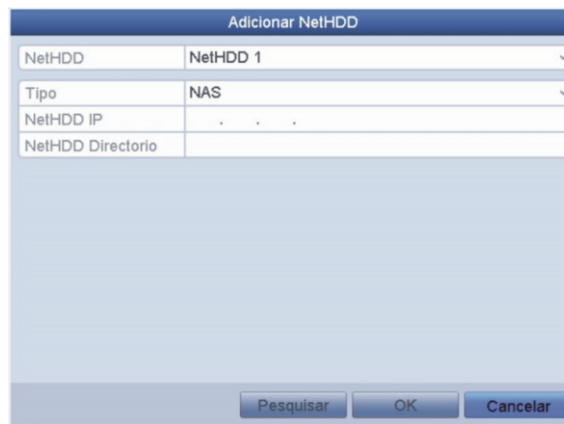 Adicionar NetHDD
NetHDD NetHDD 1
Tipo NAS
NetHDD IP . . .
NetHDD Directorio
Pesquisar OK Cancelar